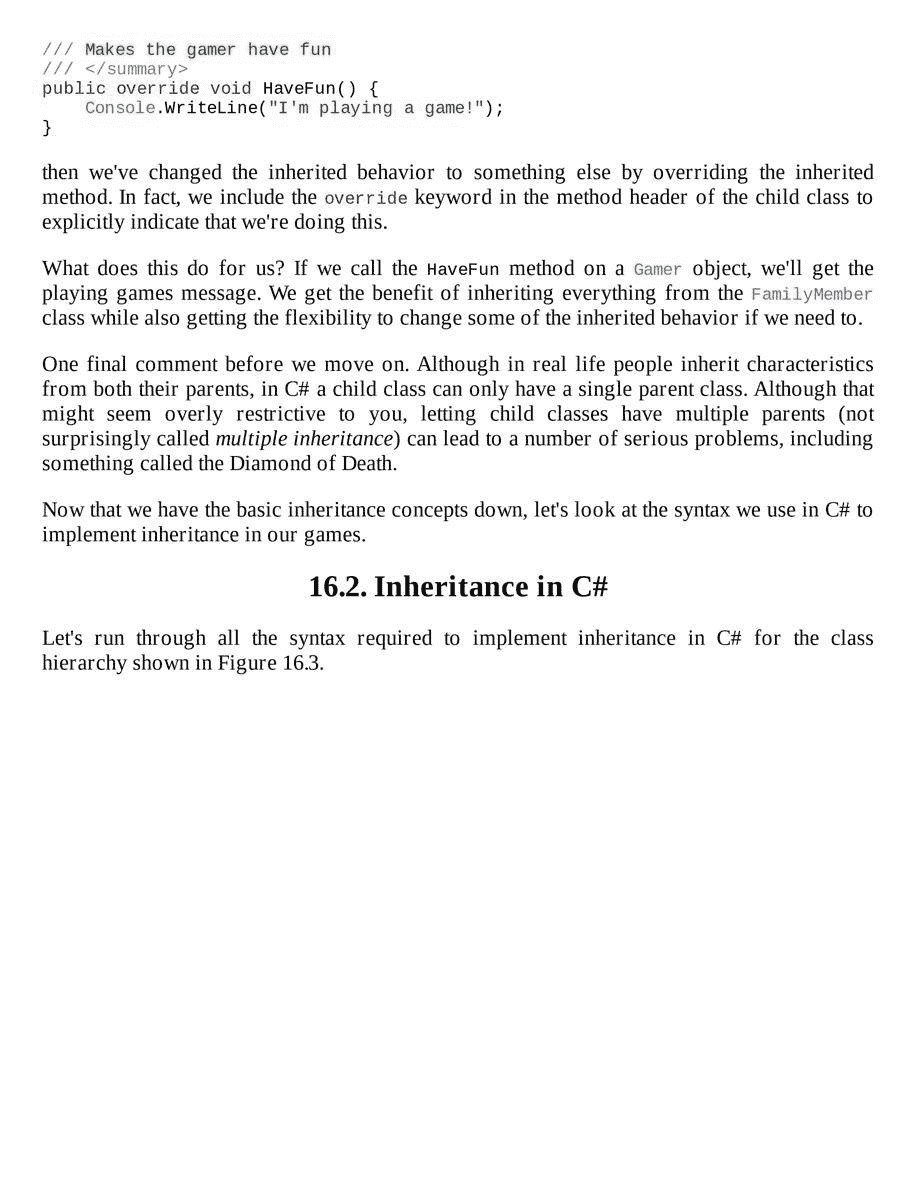 /// Makes the gamer have fun
/// </summary>
public override void HaveFun() {
    Console.WriteLine("I'm playing a game!");
}
then we've changed the inherited behavior to something else by overriding the inherited
method. In fact, we include the override keyword in the method header of the child class to
explicitly indicate that we're doing this.
What does this do for us? If we call the HaveFun method on a Gamer object, we'll get the
playing games message. We get the benefit of inheriting everything from the FamilyMember
class while also getting the flexibility to change some of the inherited behavior if we need to.
One final comment before we move on. Although in real life people inherit characteristics
from both their parents, in C# a child class can only have a single parent class. Although that
might seem overly restrictive to you, letting child classes have multiple parents (not
surprisingly called multiple inheritance) can lead to a number of serious problems, including
something called the Diamond of Death.
Now that we have the basic inheritance concepts down, let's look at the syntax we use in C# to
implement inheritance in our games.
16.2. Inheritance in C#
Let's run through all the syntax required to implement inheritance in C# for the class
hierarchy shown in Figure 16.3.